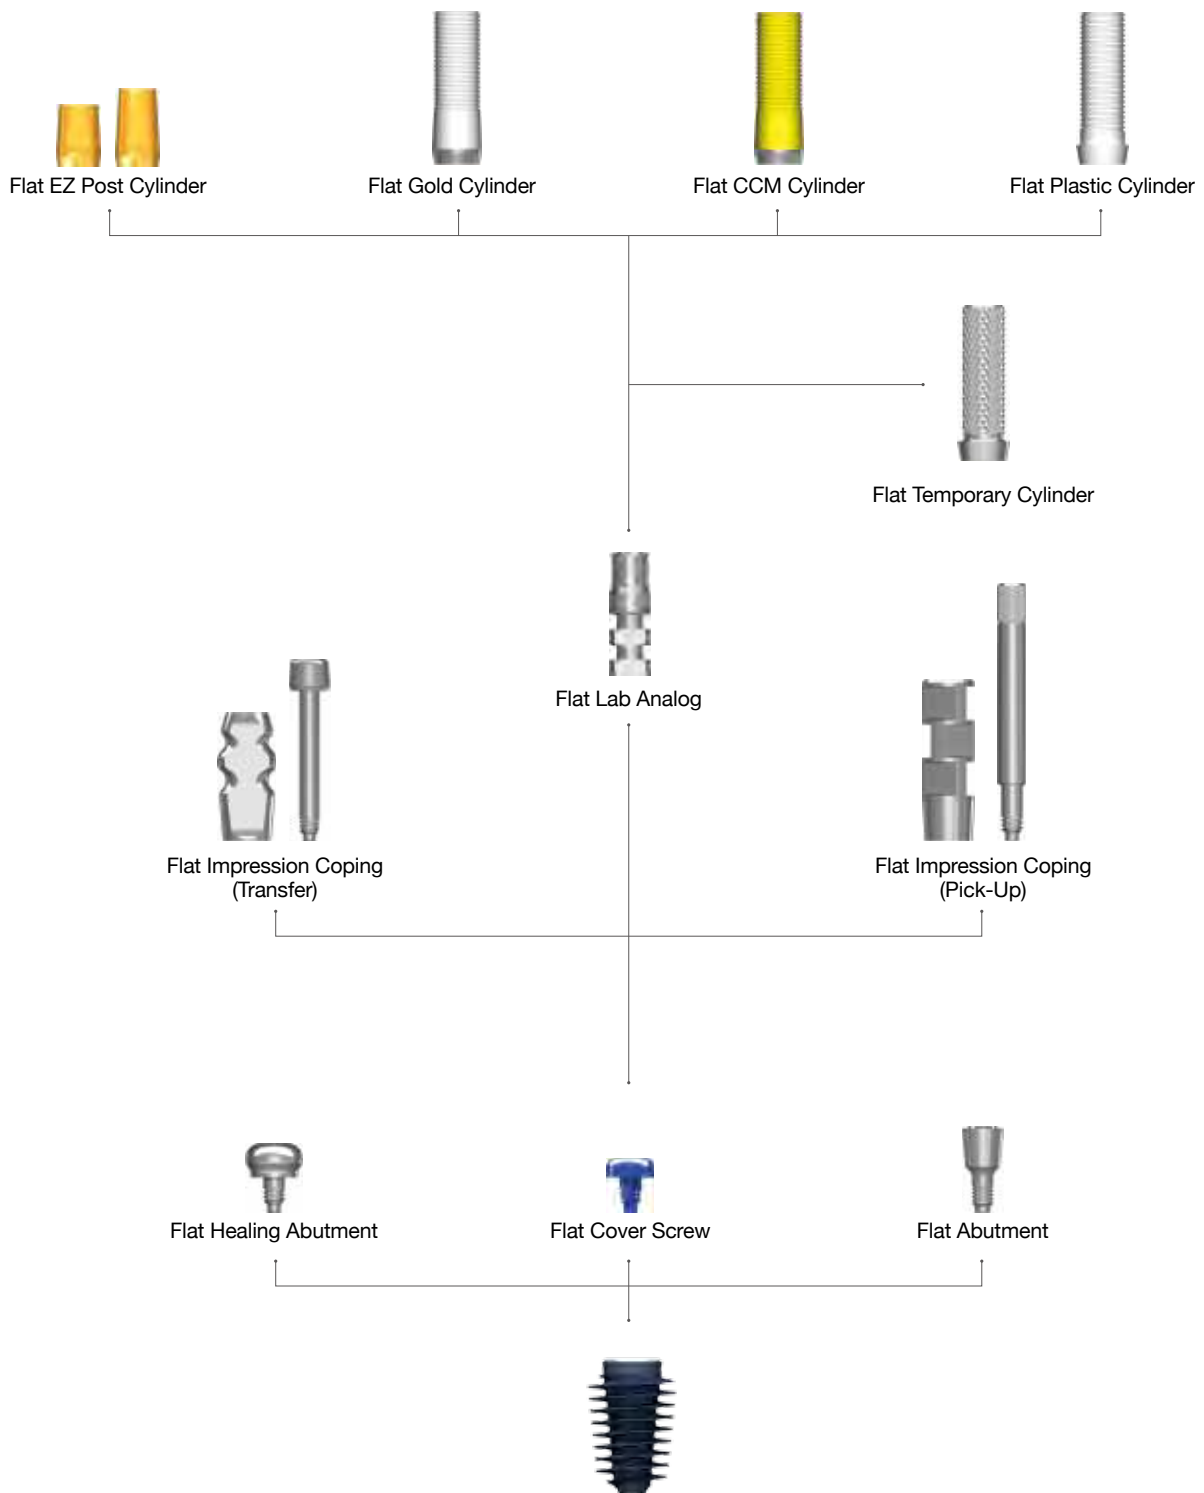 Flat EZ Post Cylinder
Flat Gold Cylinder
Flat CCM Cylinder
Flat Plastic Cylinder
Flat Temporary Cylinder
Flat Lab Analog
Flat Impression Coping
(Transfer)
Flat Impression Coping
(Pick-Up)
Flat Healing Abutment
Flat Cover Screw
Flat Abutment